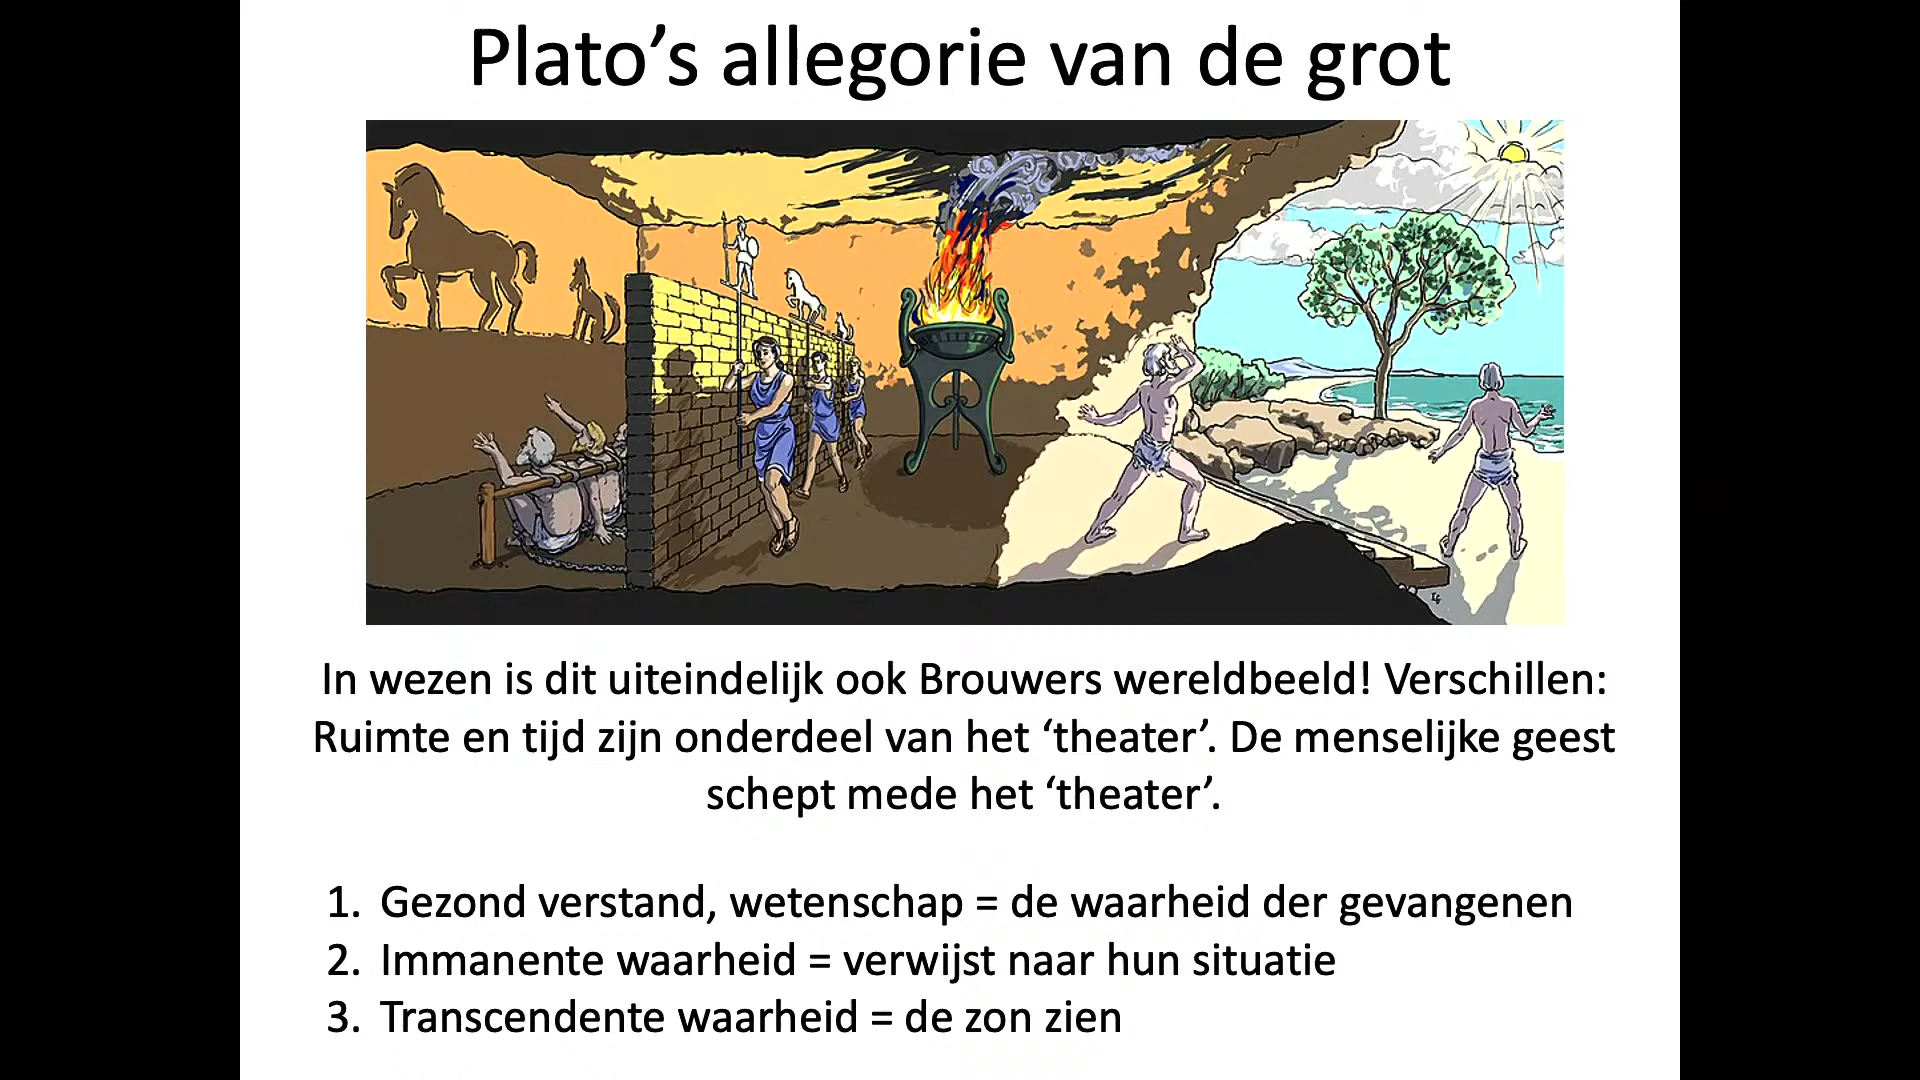 Plato’s allegorie van de grot
In wezen is dit uiteindelijk ook Brouwers wereldbeeld! Verschillen:
Ruimte en tijd zijn onderdeel van het ‘theater’. De menselijke geest
schept mede het ‘theater’.
1. Gezond verstand, wetenschap = de waarheid der gevangenen
2. Immanente waarheid = verwijst naar hun situatie
3. Transcendente waarheid = de zon zien